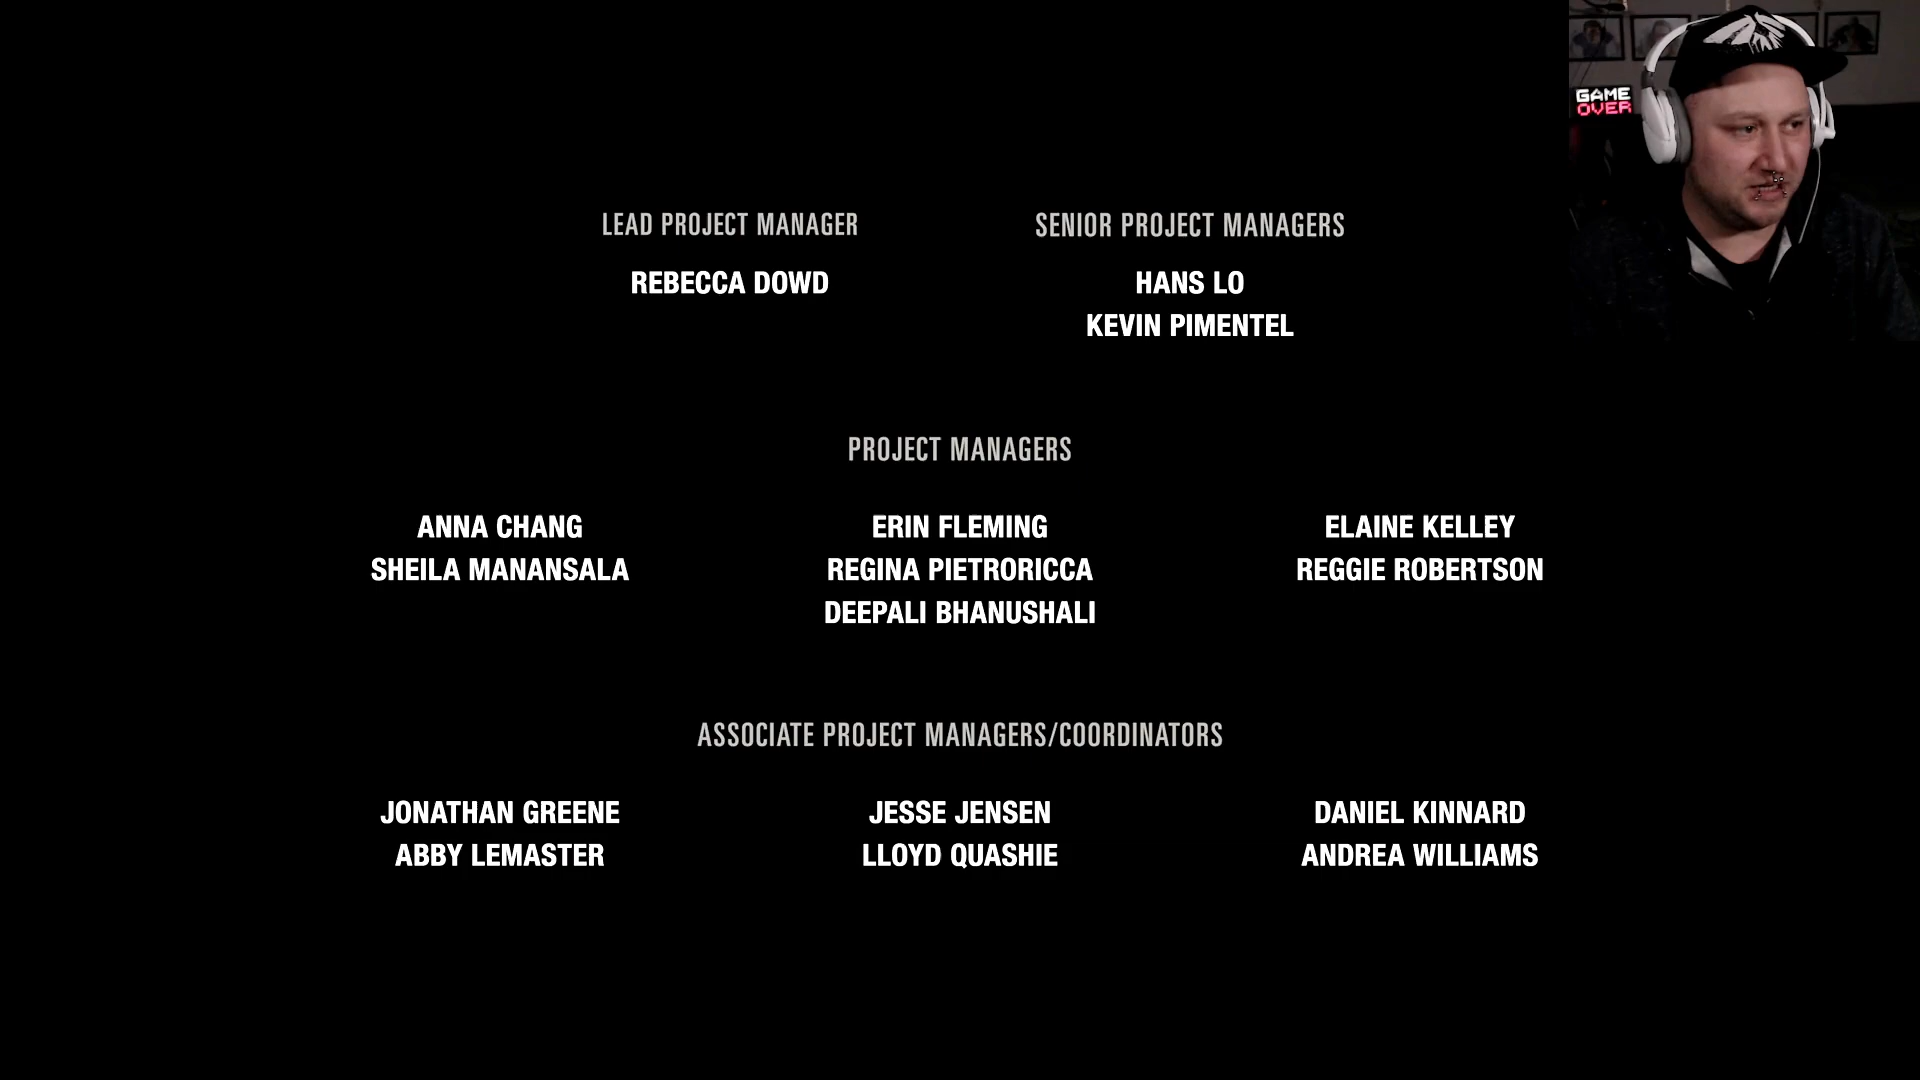 GAME
OVER
LEAD PROJECT MANAGER
REBECCA DOWD
SENIOR PROJECT MANAGERS
HANS LO
KEVIN PIMENTEL
PROJECT MANAGERS
ANNA CHANG
SHEILA MANANSALA
ERIN FLEMING
REGINA PIETRORICCA
DEEPALI BHANUSHALI
ELAINE KELLEY
REGGIE ROBERTSON
ASSOCIATE PROJECT MANAGERS/COORDINATORS
JONATHAN GREENE
ABBY LEMASTER
JESSE JENSEN
LLOYD QUASHIE
DANIEL KINNARD
ANDREA WILLIAMS